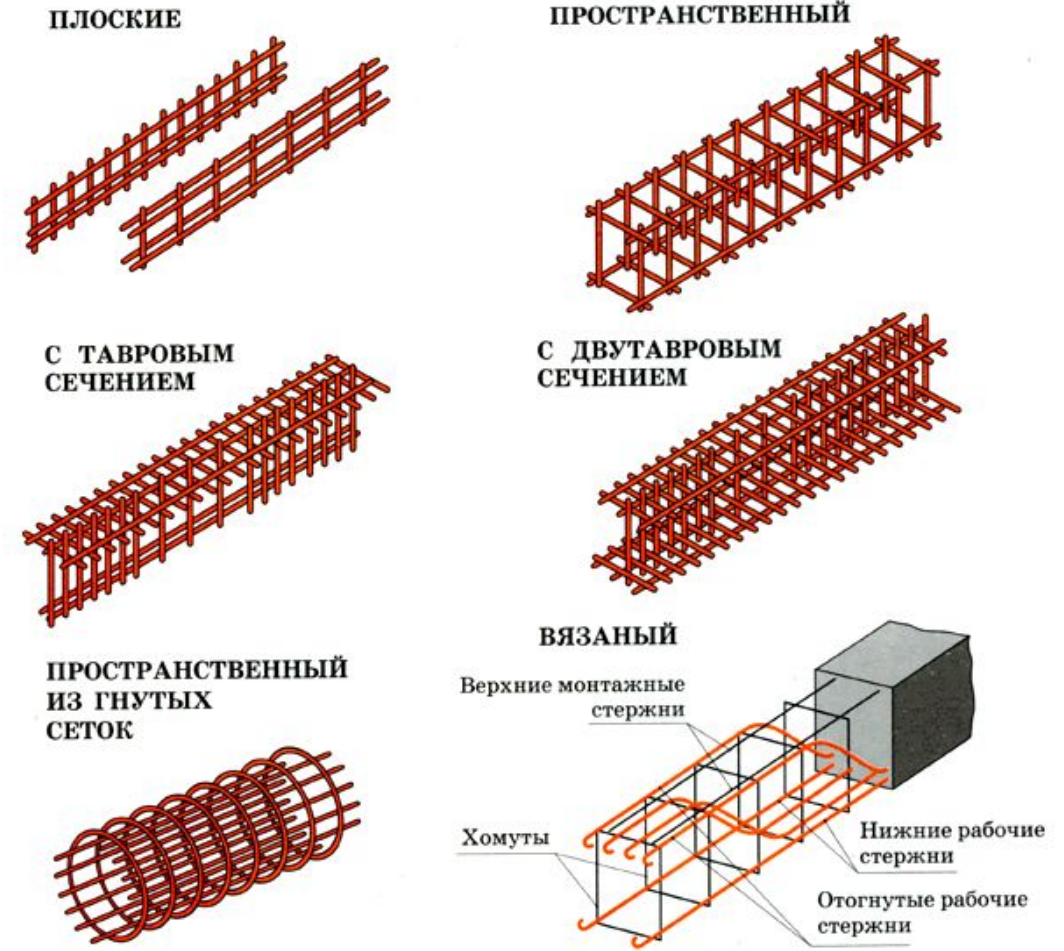 ПЛОСКИЕ
ПРОСТРАНСТВЕННЫЙ
С ТАВРОВЫМ
СЕЧЕНИЕМ
С ДВУТАВРОВЫМ
СЕЧЕНИЕМ
ПРОСТРАНСТВЕННЫЙ
ИЗ ГНУТЫХ
СЕТОК
ВЯЗАНЫЙ
Верхние монтажные
стержни
Хомуты
Нижние рабочие
стержни
Отогнутые рабочие
стержни